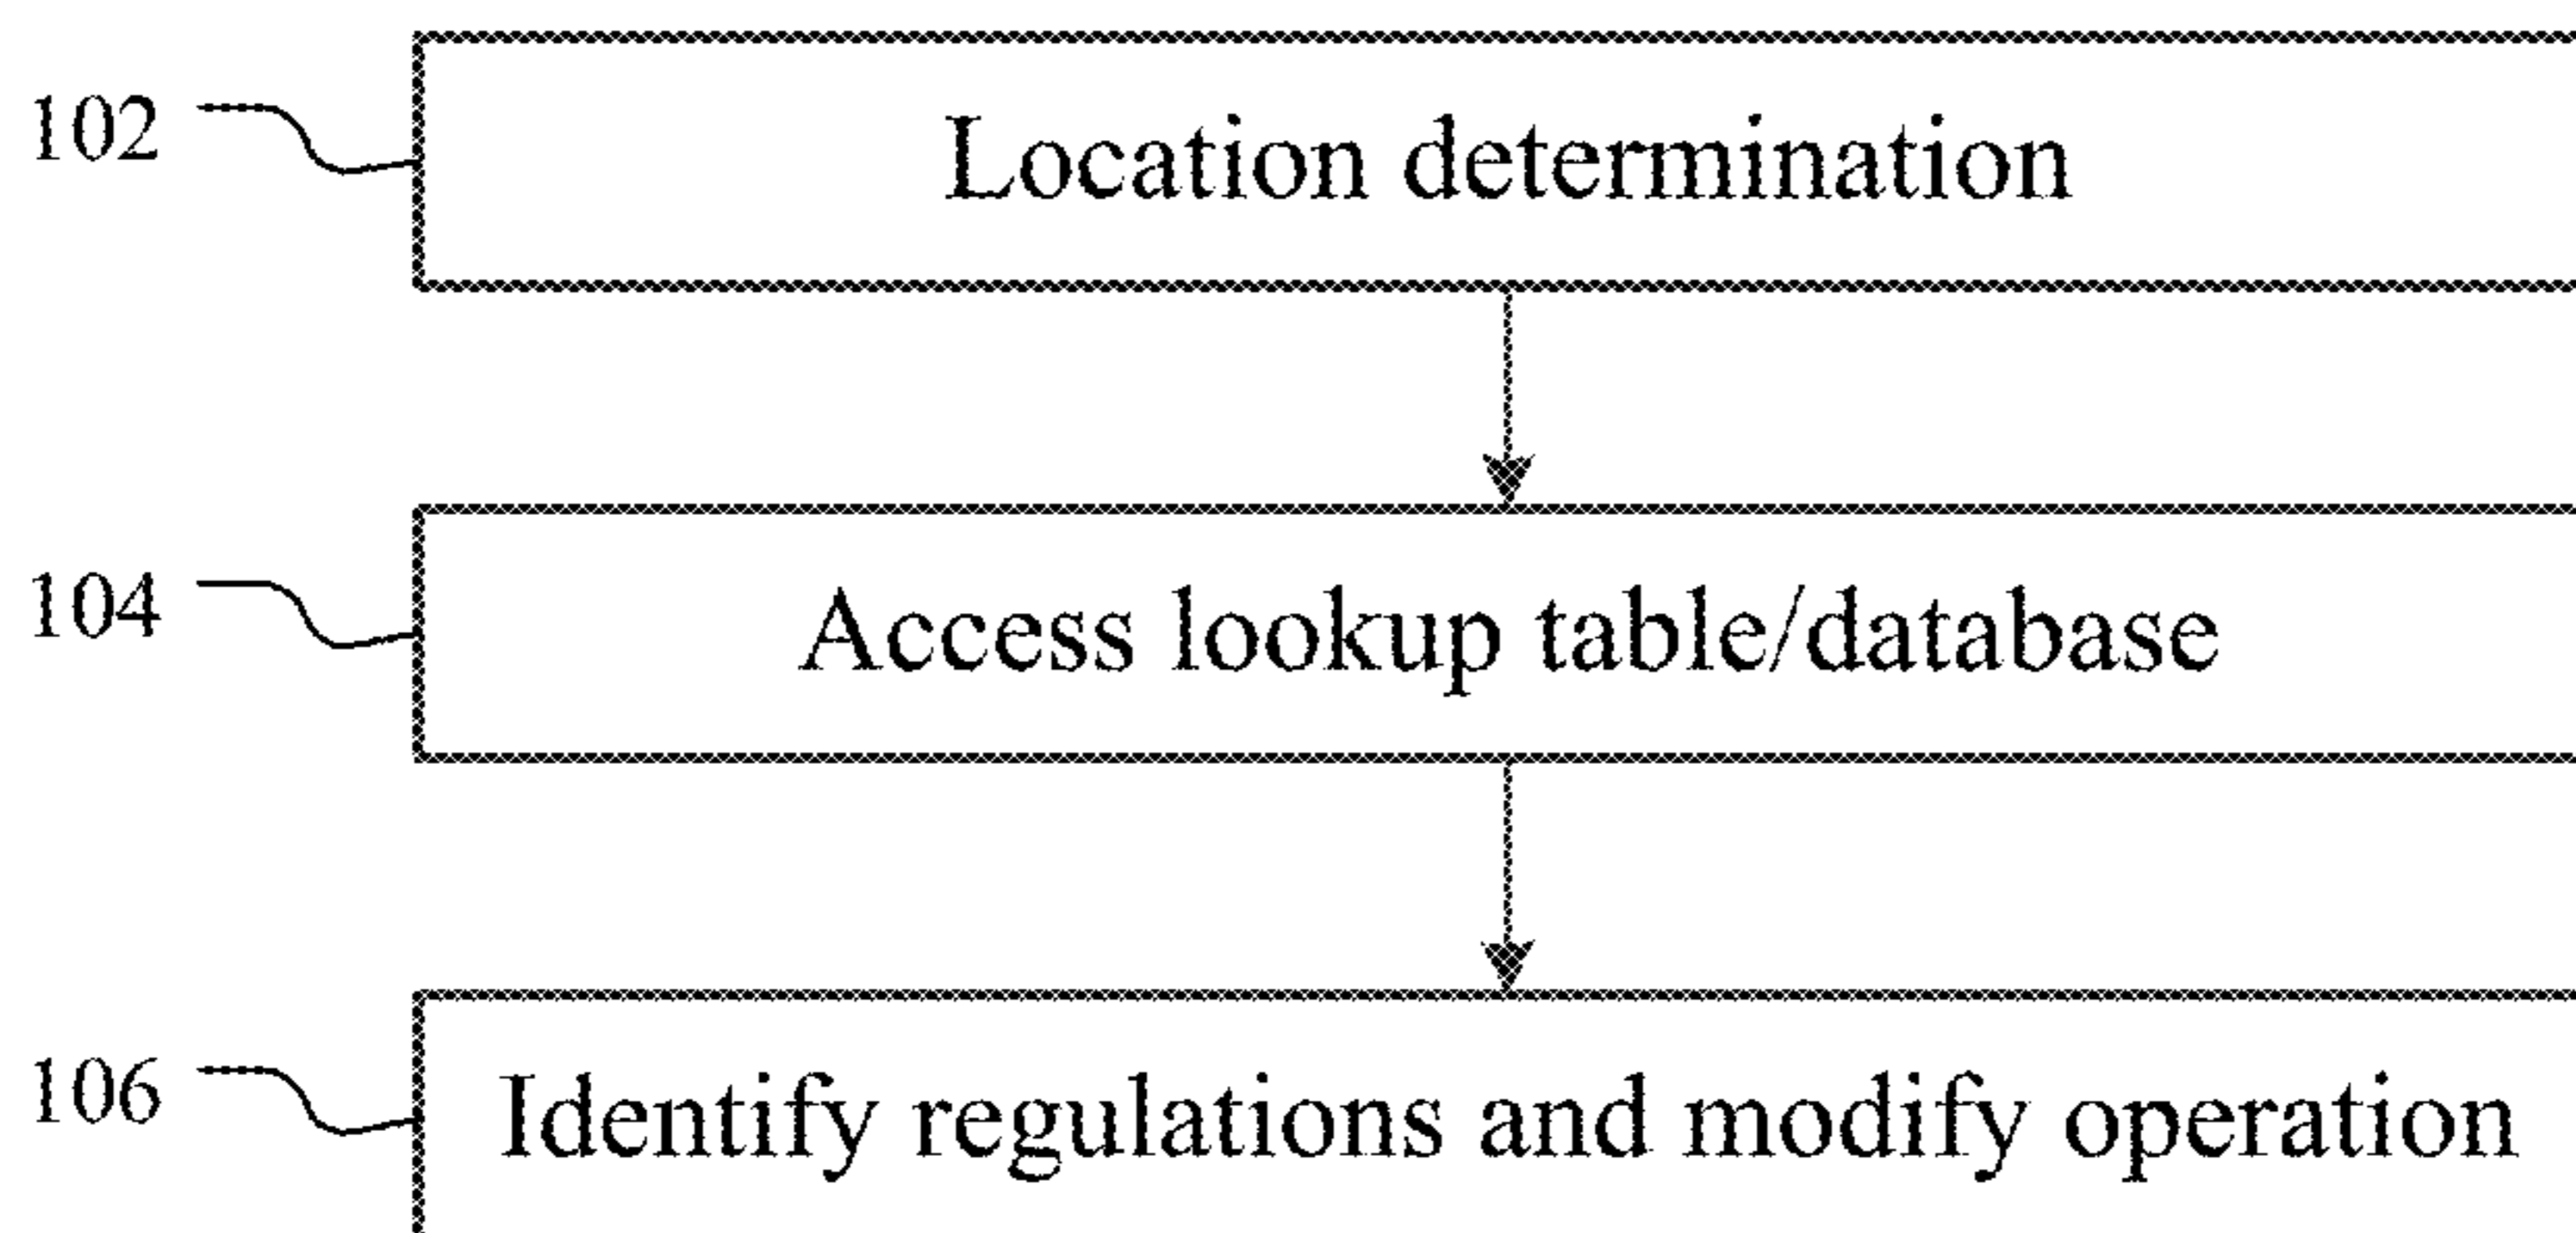 102 Location determination
104 Access lookup table/database
106 Identify regulations and modify operation